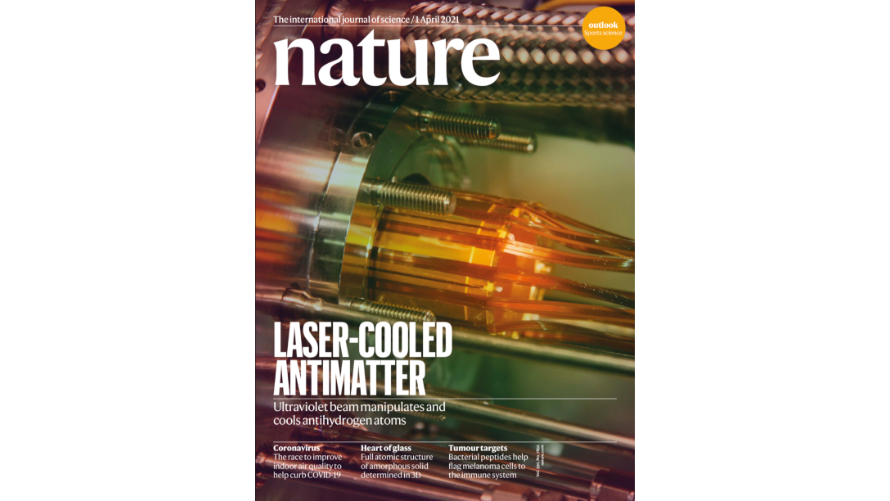 The international journal of science / 1 April 2021
outlook
Sports science
nature
LASER-COOLED
ANTIMATTER
Ultraviolet beam manipulates and
cools antihydrogen atoms
Coronavirus
The race to improve
indoor air quality to
help curb COVID-19
Heart of glass
Full atomic structure
of amorphous solid
determined in 3D
Tumour targets
Bacterial peptides help
flag melanoma cells to
the immune system